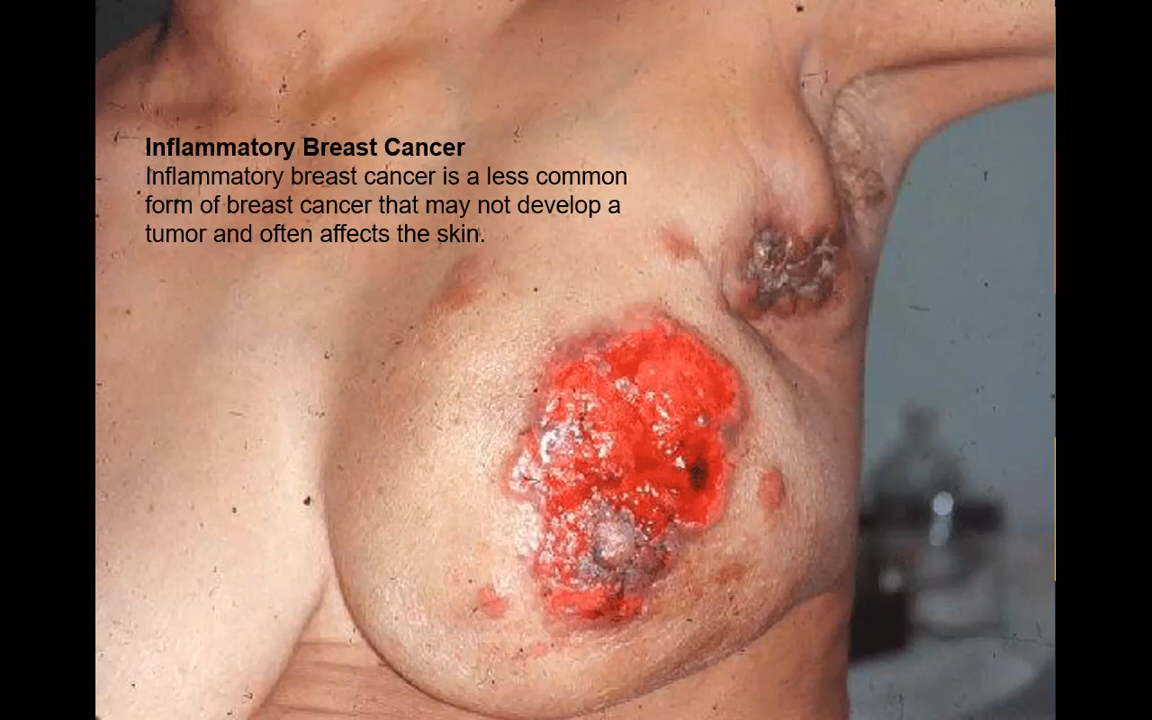 Inflammatory Breast Cancer
Inflammatory breast cancer is a less common
form of breast cancer that may not develop a
tumor and often affects the skin.